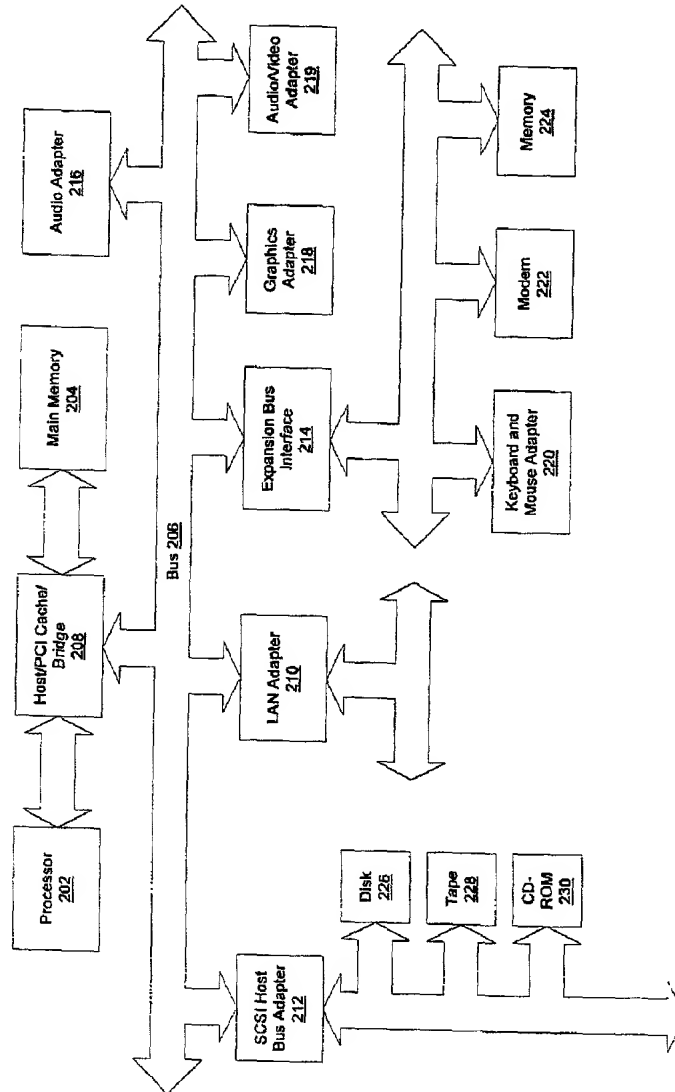 Processor
202
Host/PCI Cache/
Bridge
208
Main Memory
204
Audio Adapter
216
Bus 206
SCSI Host
Bus Adapter
212
LAN Adapter
210
Expansion Bus
Interface
214
Graphics
Adapter
218
Audio/Video
Adapter
219
Disk
226
Tape
228
CD-
ROM
230
Keyboard and
Mouse Adapter
220
Modem
222
Memory
224